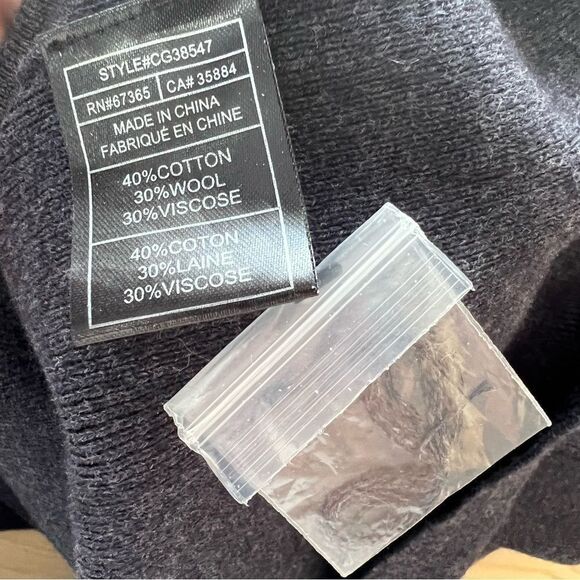 STYLE#CG38547
RN#67365 CA# 35884
MADE IN CHINA
FABRIQUÉ EN CHINE
40%COTTON
30%WOOL
30%VISCOSE
40%COTON
30%LAINE
30%VISCOSE